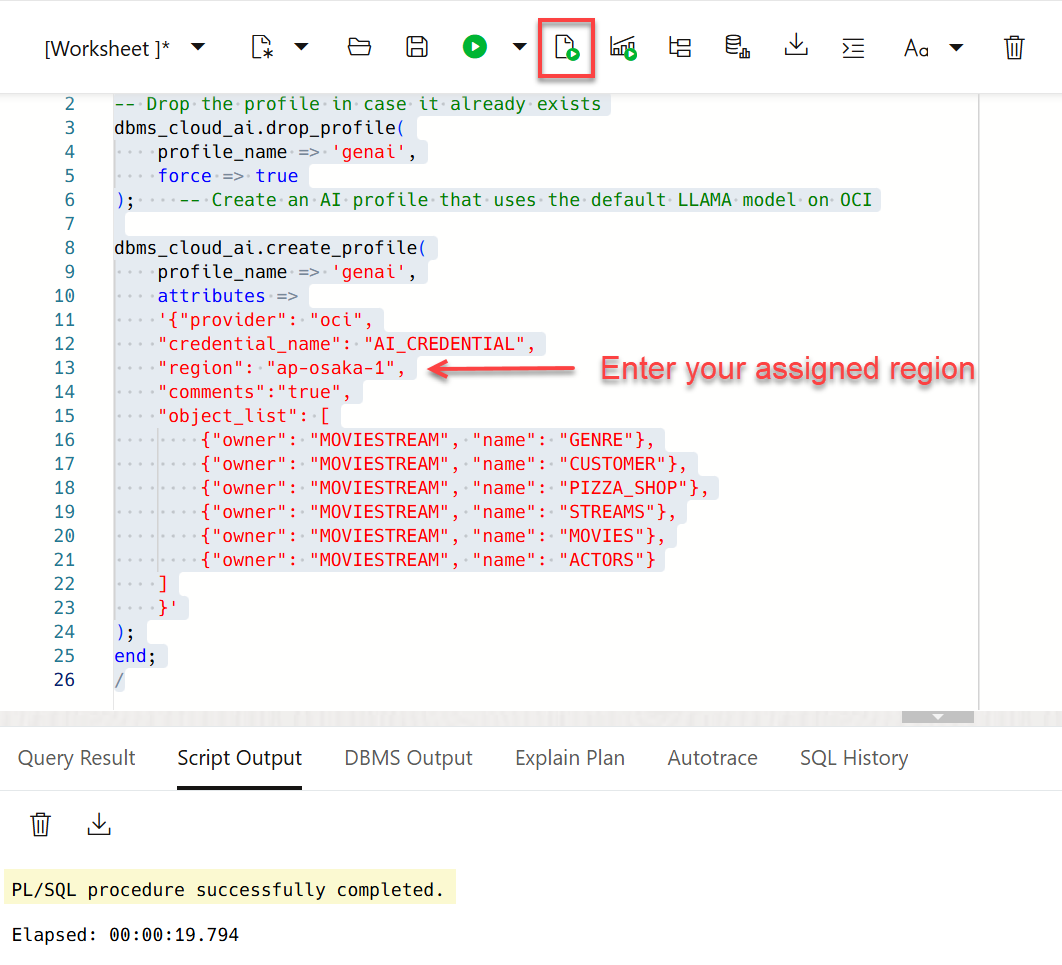 [Worksheet ]*
Aa
2 -- Drop the profile in case it already exists
3 dbms_cloud_ai.drop_profile(
4     profile_name => 'genai',
5     force => true
6 );    -- Create an AI profile that uses the default LLAMA model on OCI
7
8 dbms_cloud_ai.create_profile(
9     profile_name => 'genai',
10     attributes =>
11     '{"provider": "oci",
12     "credential_name": "AI_CREDENTIAL",
13     "region": "ap-osaka-1", Enter your assigned region
14     "comments":"true",
15     "object_list": [
16         {"owner": "MOVIESTREAM", "name": "GENRE"},
17         {"owner": "MOVIESTREAM", "name": "CUSTOMER"},
18         {"owner": "MOVIESTREAM", "name": "PIZZA_SHOP"},
19         {"owner": "MOVIESTREAM", "name": "STREAMS"},
20         {"owner": "MOVIESTREAM", "name": "MOVIES"},
21         {"owner": "MOVIESTREAM", "name": "ACTORS"}
22     ]
23     }'
24 );
25 end;
26 /
Query Result Script Output DBMS Output Explain Plan Autotrace SQL History
PL/SQL procedure successfully completed.
Elapsed: 00:00:19.794